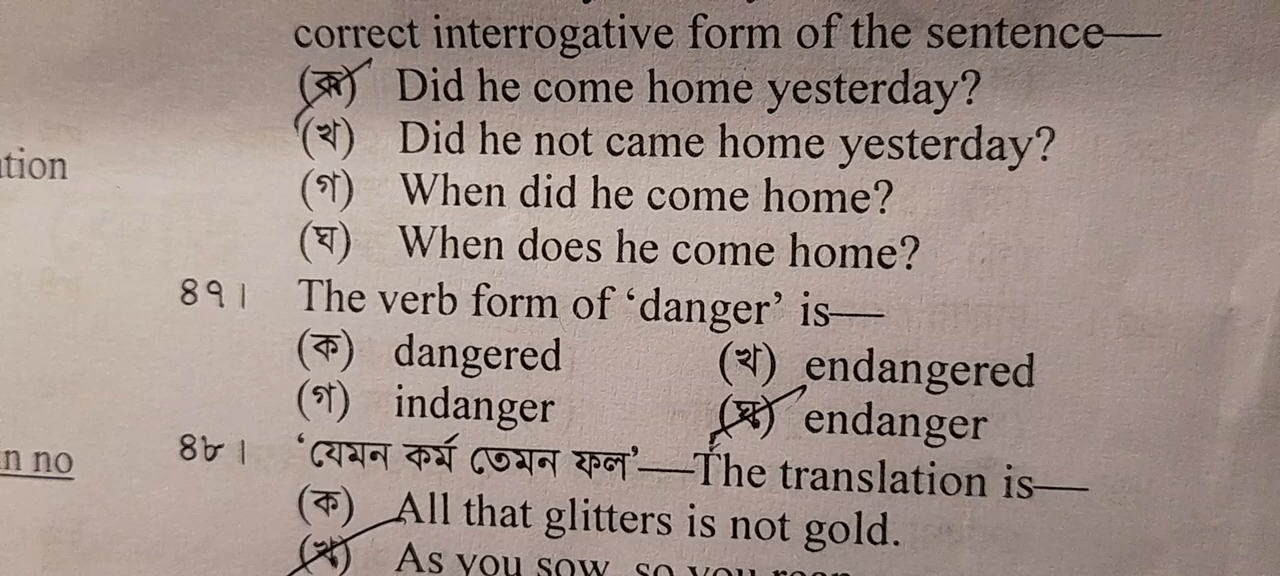 correct interrogative form of the sentence—
(ক) Did he come home yesterday?
(খ) Did he not came home yesterday?
(গ) When did he come home?
(ঘ) When does he come home?
tion
৪৭। The verb form of ‘danger’ is—
(ক) dangered (খ) endangered
(গ) indanger (ঘ) endanger
n no
৪৮। ‘যেমন কর্ম তেমন ফল’—The translation is—
(ক) All that glitters is not gold.
(খ) As you sow, so you reap